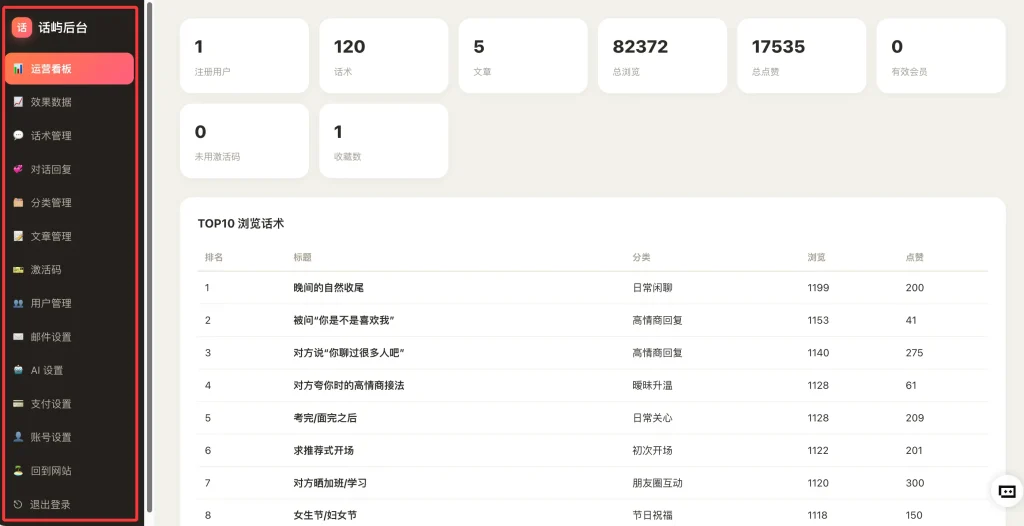 话 话屿后台
运营看板
效果数据
话术管理
对话回复
分类管理
文章管理
激活码
用户管理
邮件设置
AI 设置
支付设置
账号设置
回到网站
退出登录
1 120 5 82372 17535 0
注册用户 话术 文章 总浏览 总点赞 有效会员
0 1
未用激活码 收藏数
TOP10 浏览话术
排名 标题 分类 浏览 点赞
1 晚间的自然收尾 日常闲聊 1199 200
2 被问“你是不是喜欢我” 高情商回复 1153 41
3 对方说“你聊过很多人吧” 高情商回复 1140 275
4 对方夸你时的高情商接法 暧昧升温 1128 61
5 考完/面完之后 日常关心 1128 209
6 求推荐式开场 初次开场 1122 201
7 对方晒加班/学习 朋友圈互动 1120 300
8 女生节/妇女节 节日祝福 1118 150